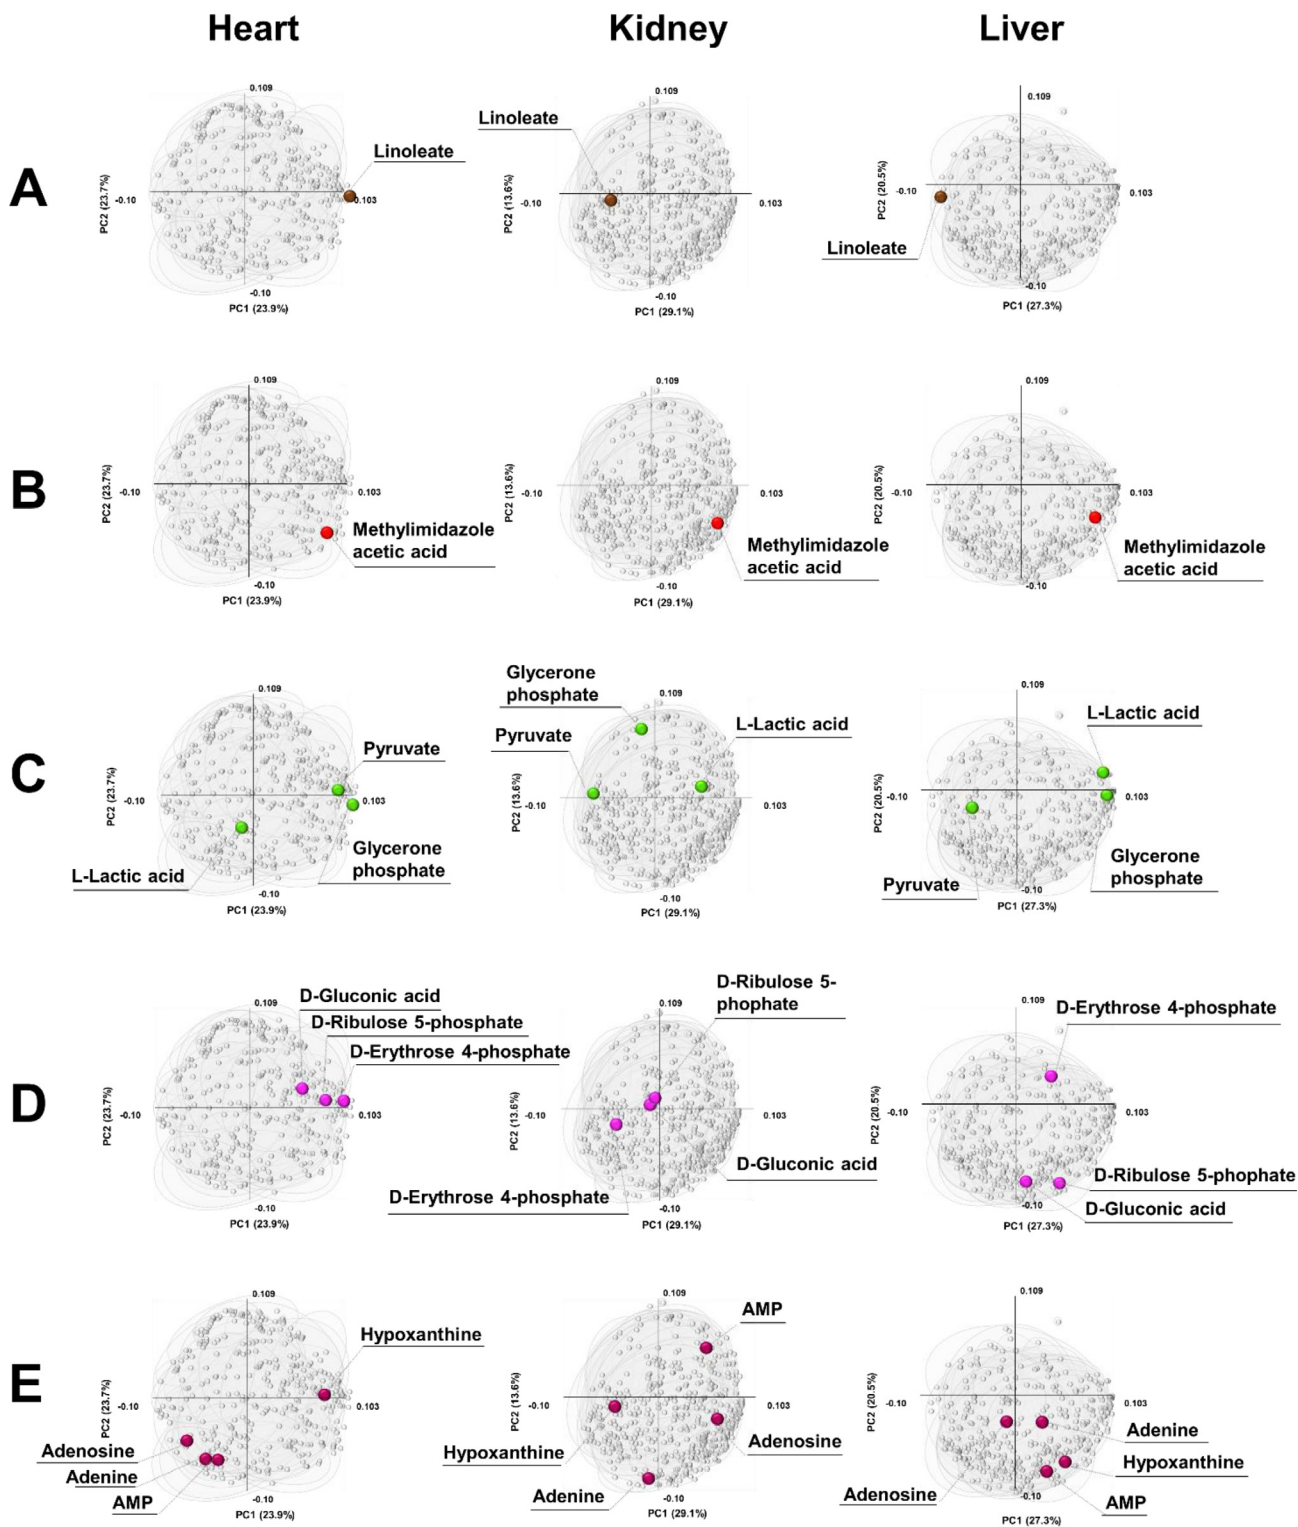 Heart
Kidney
Liver
A
0.109
Linoleate
PC2 (23.7%)
-0.10
0.103
-0.10
PC1 (23.9%)
0.109
Linoleate
PC2 (13.6%)
-0.10
0.103
-0.10
PC1 (29.1%)
0.109
PC2 (20.5%)
-0.10
0.103
Linoleate
-0.10
PC1 (27.3%)
B
0.109
PC2 (23.7%)
-0.10
0.103
Methylimidazole
acetic acid
-0.10
PC1 (23.9%)
0.109
PC2 (13.6%)
-0.10
0.103
Methylimidazole
acetic acid
-0.10
PC1 (29.1%)
0.109
PC2 (20.5%)
-0.10
0.103
Methylimidazole
acetic acid
-0.10
PC1 (27.3%)
C
0.109
Pyruvate
PC2 (23.7%)
-0.10
0.103
Glycerone
phosphate
L-Lactic acid
-0.10
PC1 (23.9%)
Glycerone
phosphate
0.109
L-Lactic acid
Pyruvate
PC2 (13.6%)
-0.10
0.103
-0.10
PC1 (29.1%)
0.109
L-Lactic acid
PC2 (20.5%)
-0.10
0.103
Glycerone
phosphate
Pyruvate
-0.10
PC1 (27.3%)
D
D-Gluconic acid
0.109
D-Ribulose 5-phosphate
D-Erythrose 4-phosphate
PC2 (23.7%)
-0.10
0.103
-0.10
PC1 (23.9%)
D-Ribulose 5-
phophate
0.109
PC2 (13.6%)
-0.10
0.103
D-Gluconic acid
D-Erythrose 4-phosphate
-0.10
PC1 (29.1%)
0.109
D-Erythrose 4-phosphate
PC2 (20.5%)
-0.10
0.103
D-Ribulose 5-phophate
-0.10
D-Gluconic acid
PC1 (27.3%)
E
0.109
Hypoxanthine
PC2 (23.7%)
-0.10
0.103
Adenosine
Adenine
AMP
-0.10
PC1 (23.9%)
0.109
AMP
PC2 (13.6%)
-0.10
0.103
Adenosine
Hypoxanthine
Adenine
-0.10
PC1 (29.1%)
0.109
PC2 (20.5%)
-0.10
0.103
Adenine
Hypoxanthine
Adenosine
-0.10
AMP
PC1 (27.3%)